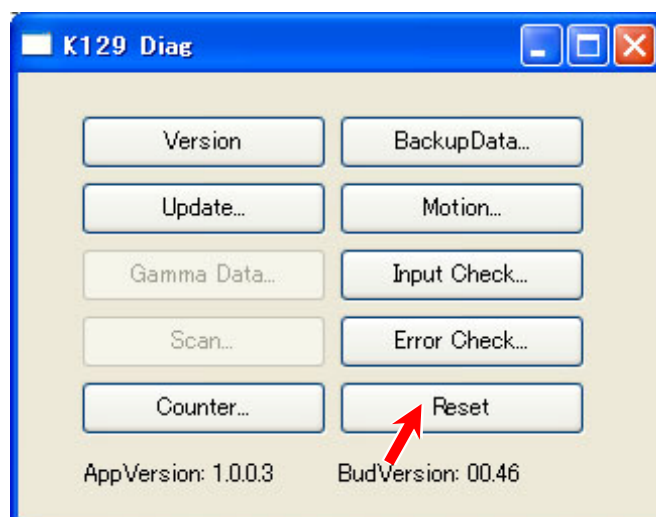 K129 Diag
Version
BackupData...
Update...
Motion...
Gamma Data...
Input Check...
Scan...
Error Check...
Counter...
Reset
AppVersion: 1.0.0.3
BudVersion: 00.46